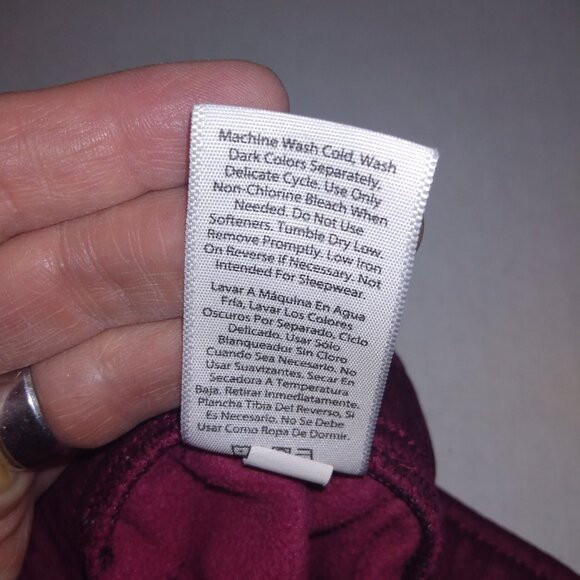 Machine Wash Cold, Wash
Dark Colors Separately,
Delicate Cycle. Use Only
Non-Chlorine Bleach When
Needed. Do Not Use
Softeners. Tumble Dry Low.
Remove Promptly. Low Iron
On Reverse If Necessary. Not
Intended For Sleepwear.
Lavar A Máquina En Agua
Fría, Lavar Los Colores
Oscuros Por Separado. Ciclo
Delicado. Usar Sólo
Blanqueador Sin Cloro
Cuando Sea Necesario. No
Use Suavizantes. Secar En
Secadora A Temperatura
Baja. Retirar Inmediatamente.
Plancha Tibia Del Reverso, Si
Es Necesario. No Se Debe
Usar Como Ropa De Dormir.